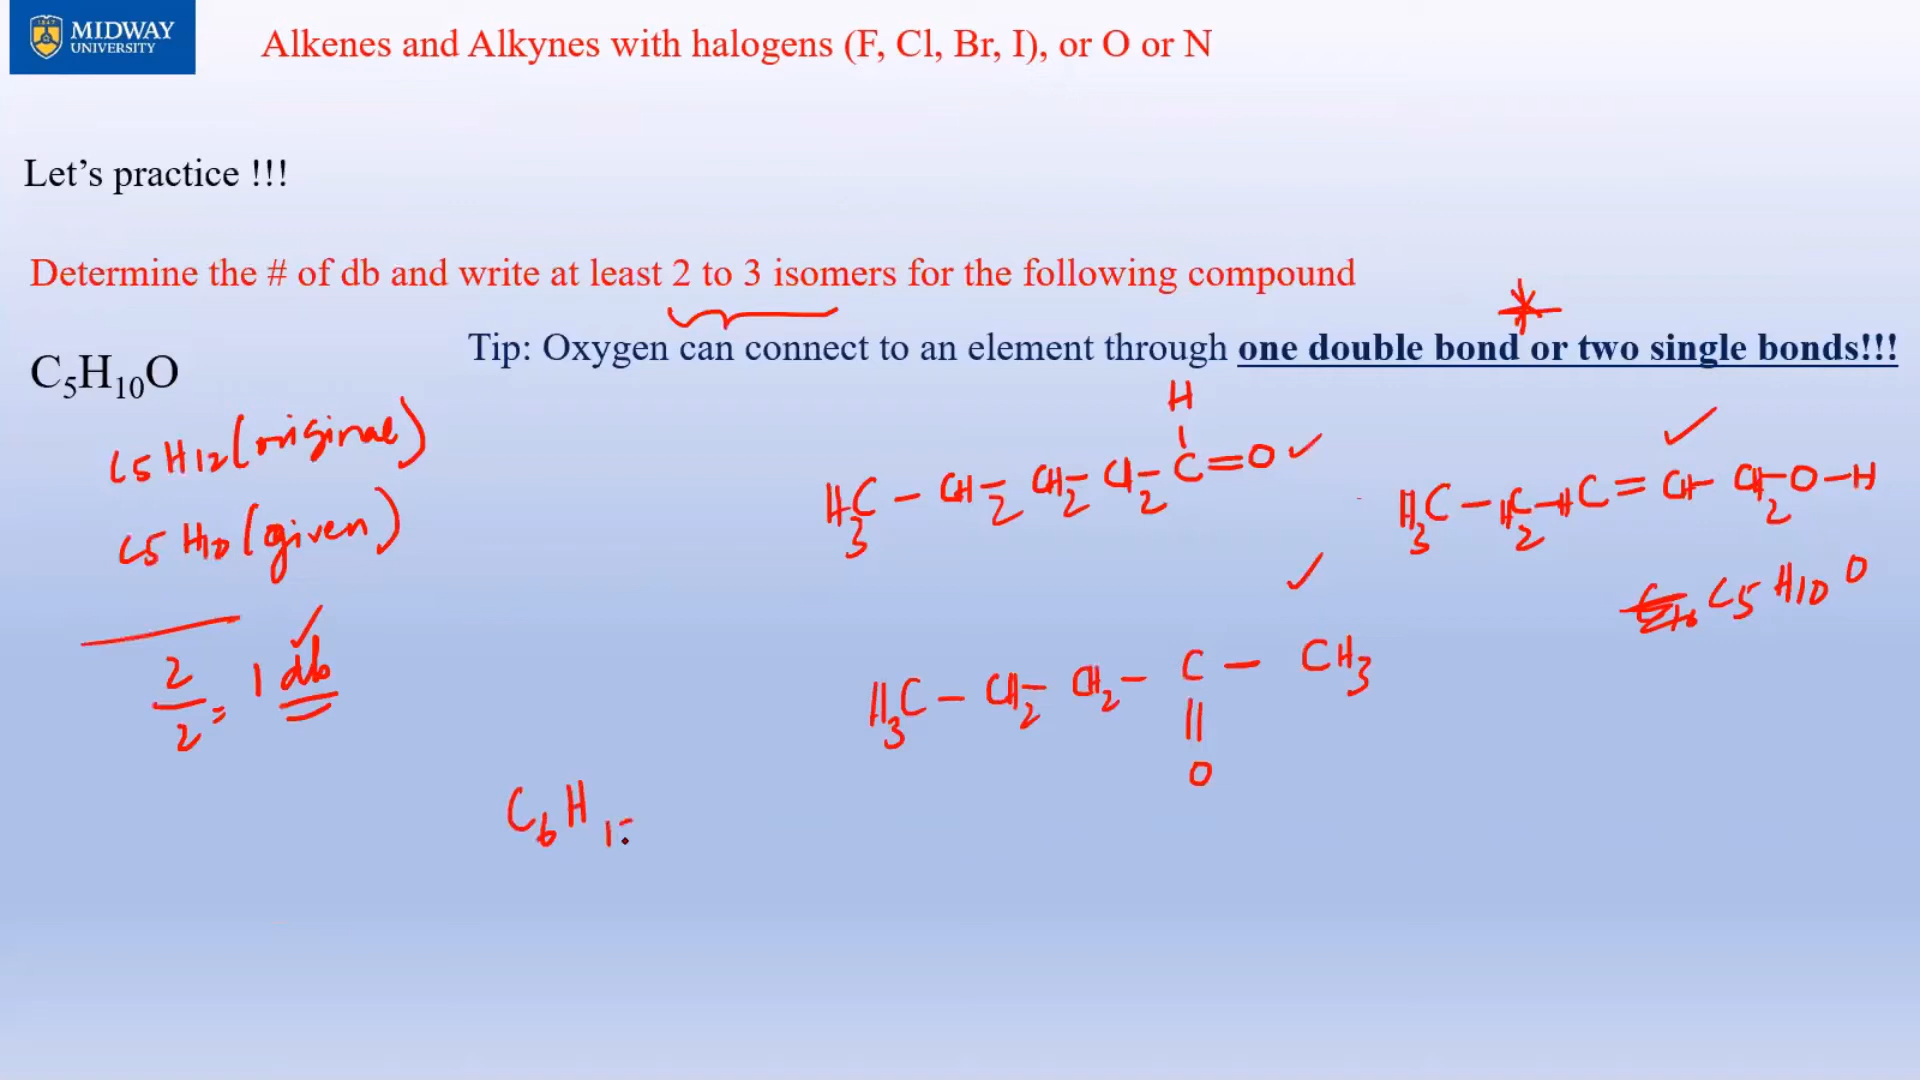 MIDWAY
UNIVERSITY
Alkenes and Alkynes with halogens (F, Cl, Br, I), or O or N
Let’s practice !!!
Determine the # of db and write at least 2 to 3 isomers for the following compound
Tip: Oxygen can connect to an element through one double bond or two single bonds!!!
C₅H₁₀O
C5H12 (original)
C5H10 (given)
2/2 = 1 db
H
H₃C – CH₂ – CH₂ – CH₂ – C = O
H₃C – H₂C – HC = CH – CH₂ – O – H
C5H10O
H₃C – CH₂ – CH₂ – C – CH₃
O
C₆H